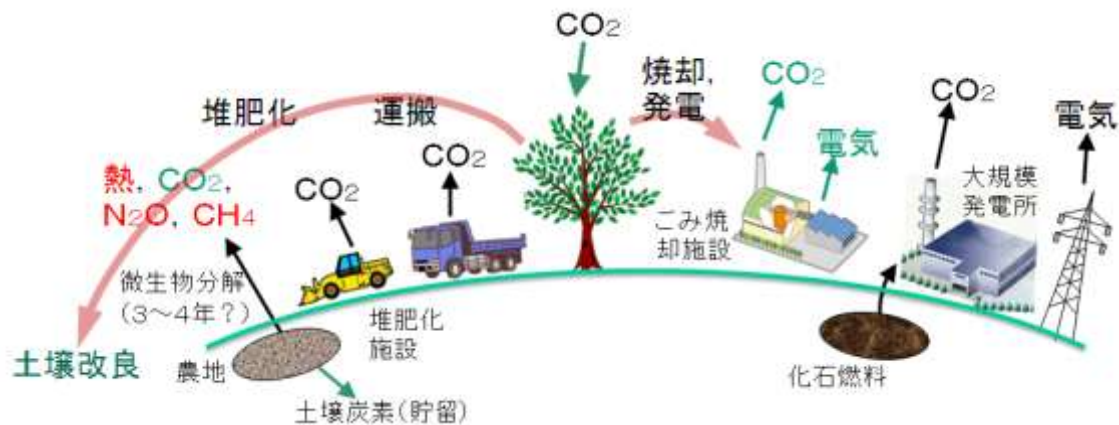 CO2
焼却,
発電
CO2
CO2
堆肥化
運搬
電気
電気
CO2
大規模
発電所
熱, CO2,
N2O, CH4
CO2
ごみ焼
却施設
微生物分解
(3～4年?)
堆肥化
施設
土壌改良
農地
化石燃料
土壌炭素(貯留)